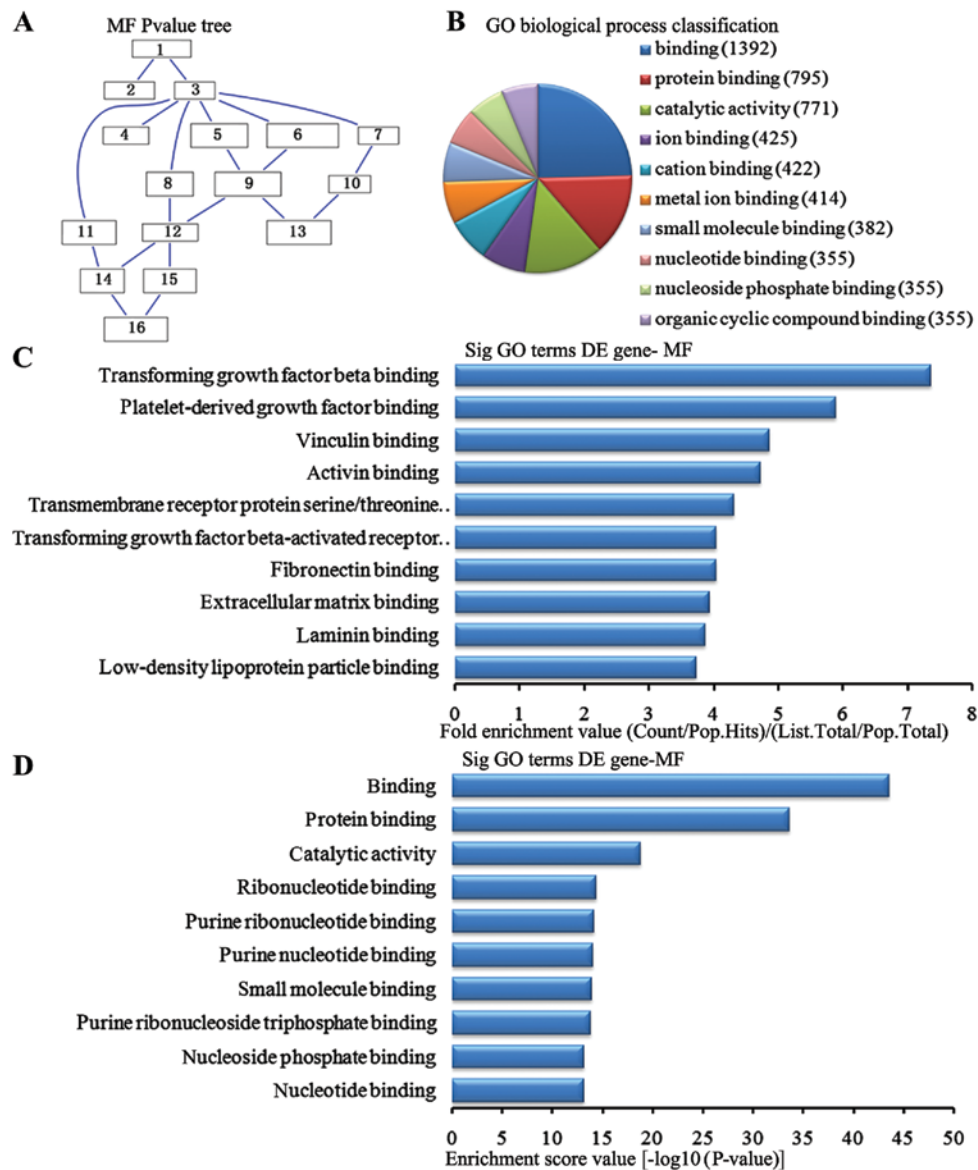 A
MF Pvalue tree
1
2
3
4
5
6
7
8
9
10
11
12
13
14
15
16
B
GO biological process classification
binding (1392)
protein binding (795)
catalytic activity (771)
ion binding (425)
cation binding (422)
metal ion binding (414)
small molecule binding (382)
nucleotide binding (355)
nucleoside phosphate binding (355)
organic cyclic compound binding (355)
C
Sig GO terms DE gene- MF
Transforming growth factor beta binding
Platelet-derived growth factor binding
Vinculin binding
Activin binding
Transmembrane receptor protein serine/threonine..
Transforming growth factor beta-activated receptor..
Fibronectin binding
Extracellular matrix binding
Laminin binding
Low-density lipoprotein particle binding
0 1 2 3 4 5 6 7 8
Fold enrichment value (Count/Pop.Hits)/(List.Total/Pop.Total)
D
Sig GO terms DE gene-MF
Binding
Protein binding
Catalytic activity
Ribonucleotide binding
Purine ribonucleotide binding
Purine nucleotide binding
Small molecule binding
Purine ribonucleoside triphosphate binding
Nucleoside phosphate binding
Nucleotide binding
0 5 10 15 20 25 30 35 40 45 50
Enrichment score value [-log10 (P-value)]